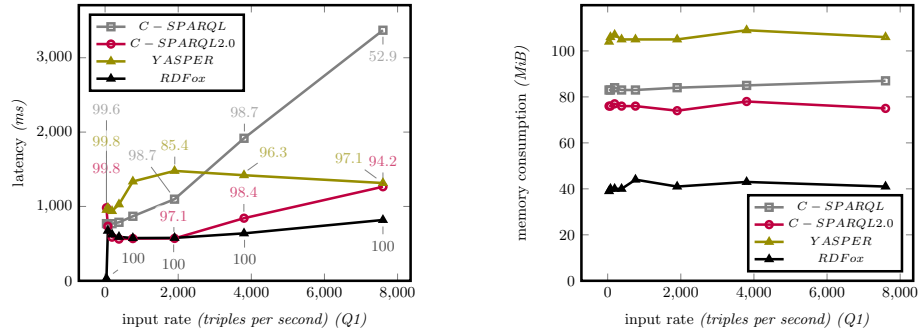 C − SPARQL
C − SPARQL2.0
YASPER
RDFox
3,000
2,000
1,000
0
latency (ms)
99.6
99.8
99.8
98.7
85.4
97.1
98.7
96.3
98.4
52.9
97.1
94.2
100
100
100
100
0 2,000 4,000 6,000 8,000
input rate (triples per second) (Q1)
100
80
60
40
20
0
memory consumption (MiB)
C − SPARQL
C − SPARQL2.0
YASPER
RDFox
0 2,000 4,000 6,000 8,000
input rate (triples per second) (Q1)